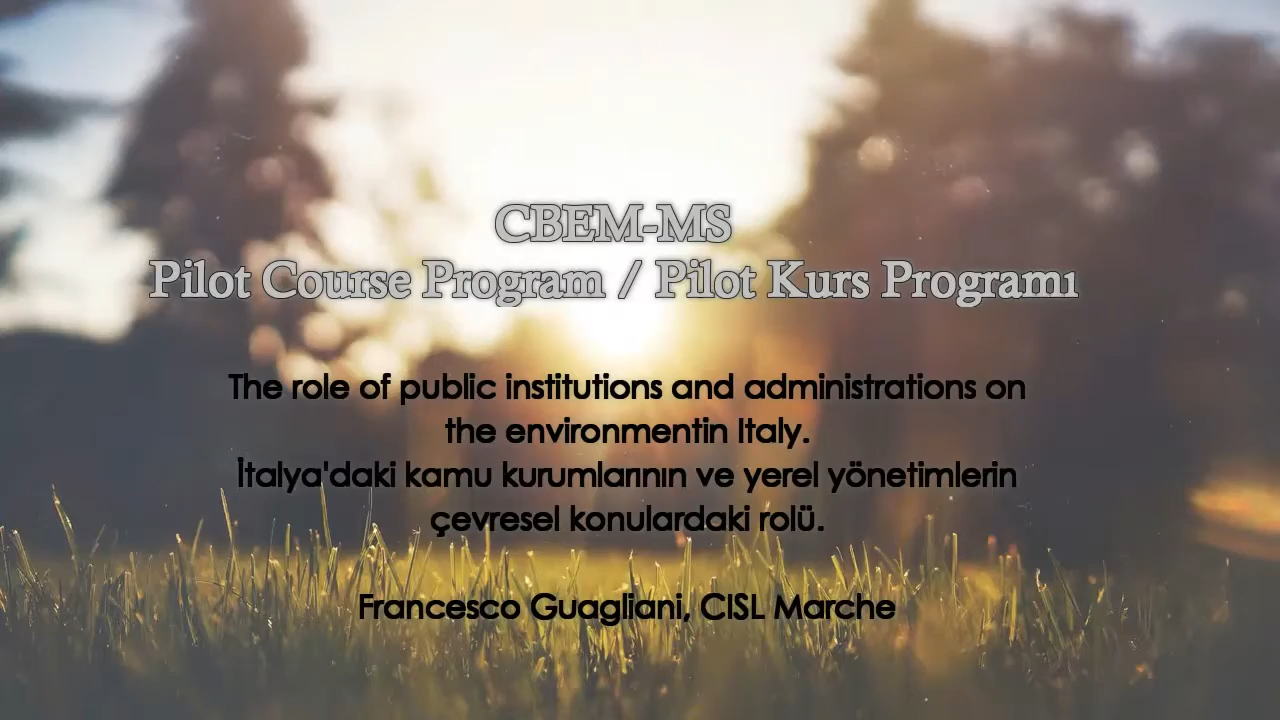 CBEM-MS
Pilot Course Program / Pilot Kurs Programı
The role of public institutions and administrations on
the environmentin Italy.
İtalya'daki kamu kurumlarının ve yerel yönetimlerin
çevresel konulardaki rolü.
Francesco Guagliani, CISL Marche